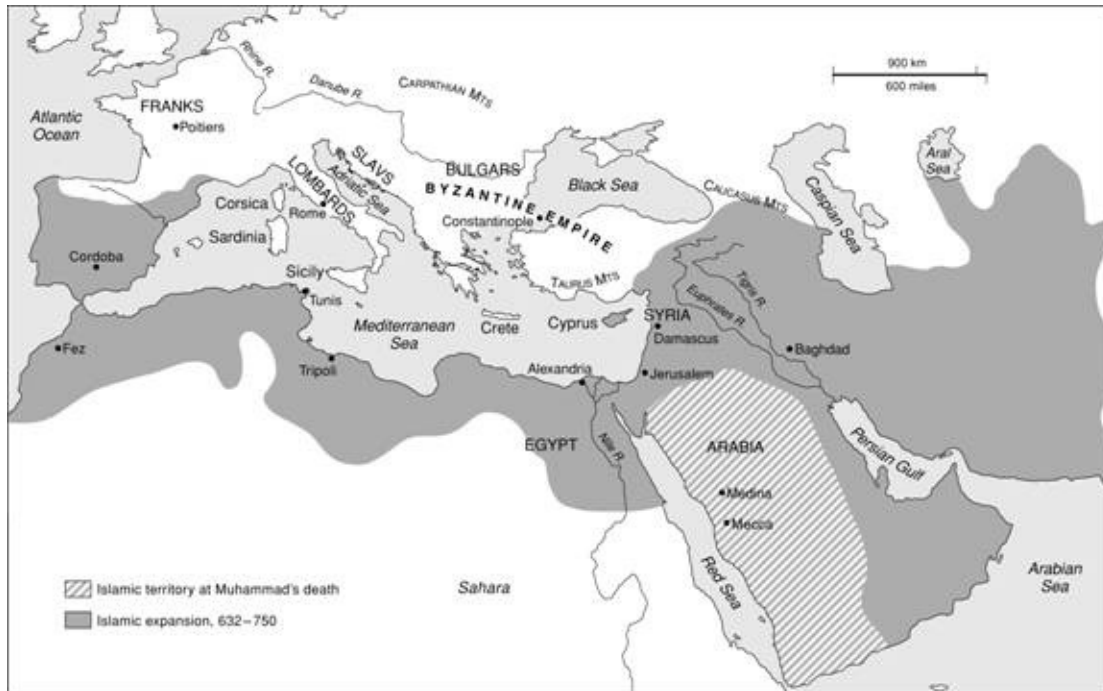 900 km
600 miles
Rhine R.
Danube R.
CARPATHIAN MTS
Atlantic
Ocean
FRANKS
Poitiers
SLAVS
LOMBARDS
Adriatic Sea
BULGARS
BYZANTINE EMPIRE
Black Sea
CAUCASUS MTS
Caspian Sea
Aral
Sea
Corsica
Rome
Constantinople
Sardinia
Cordoba
Sicily
TAURUS MTS
Tigris R.
Euphrates R.
Tunis
Mediterranean
Sea
Crete
Cyprus
SYRIA
Damascus
Baghdad
Fez
Tripoli
Alexandria
Jerusalem
EGYPT
Nile R.
ARABIA
Persian Gulf
Medina
Mecca
Red Sea
Arabian
Sea
Sahara
Islamic territory at Muhammad's death
Islamic expansion, 632–750